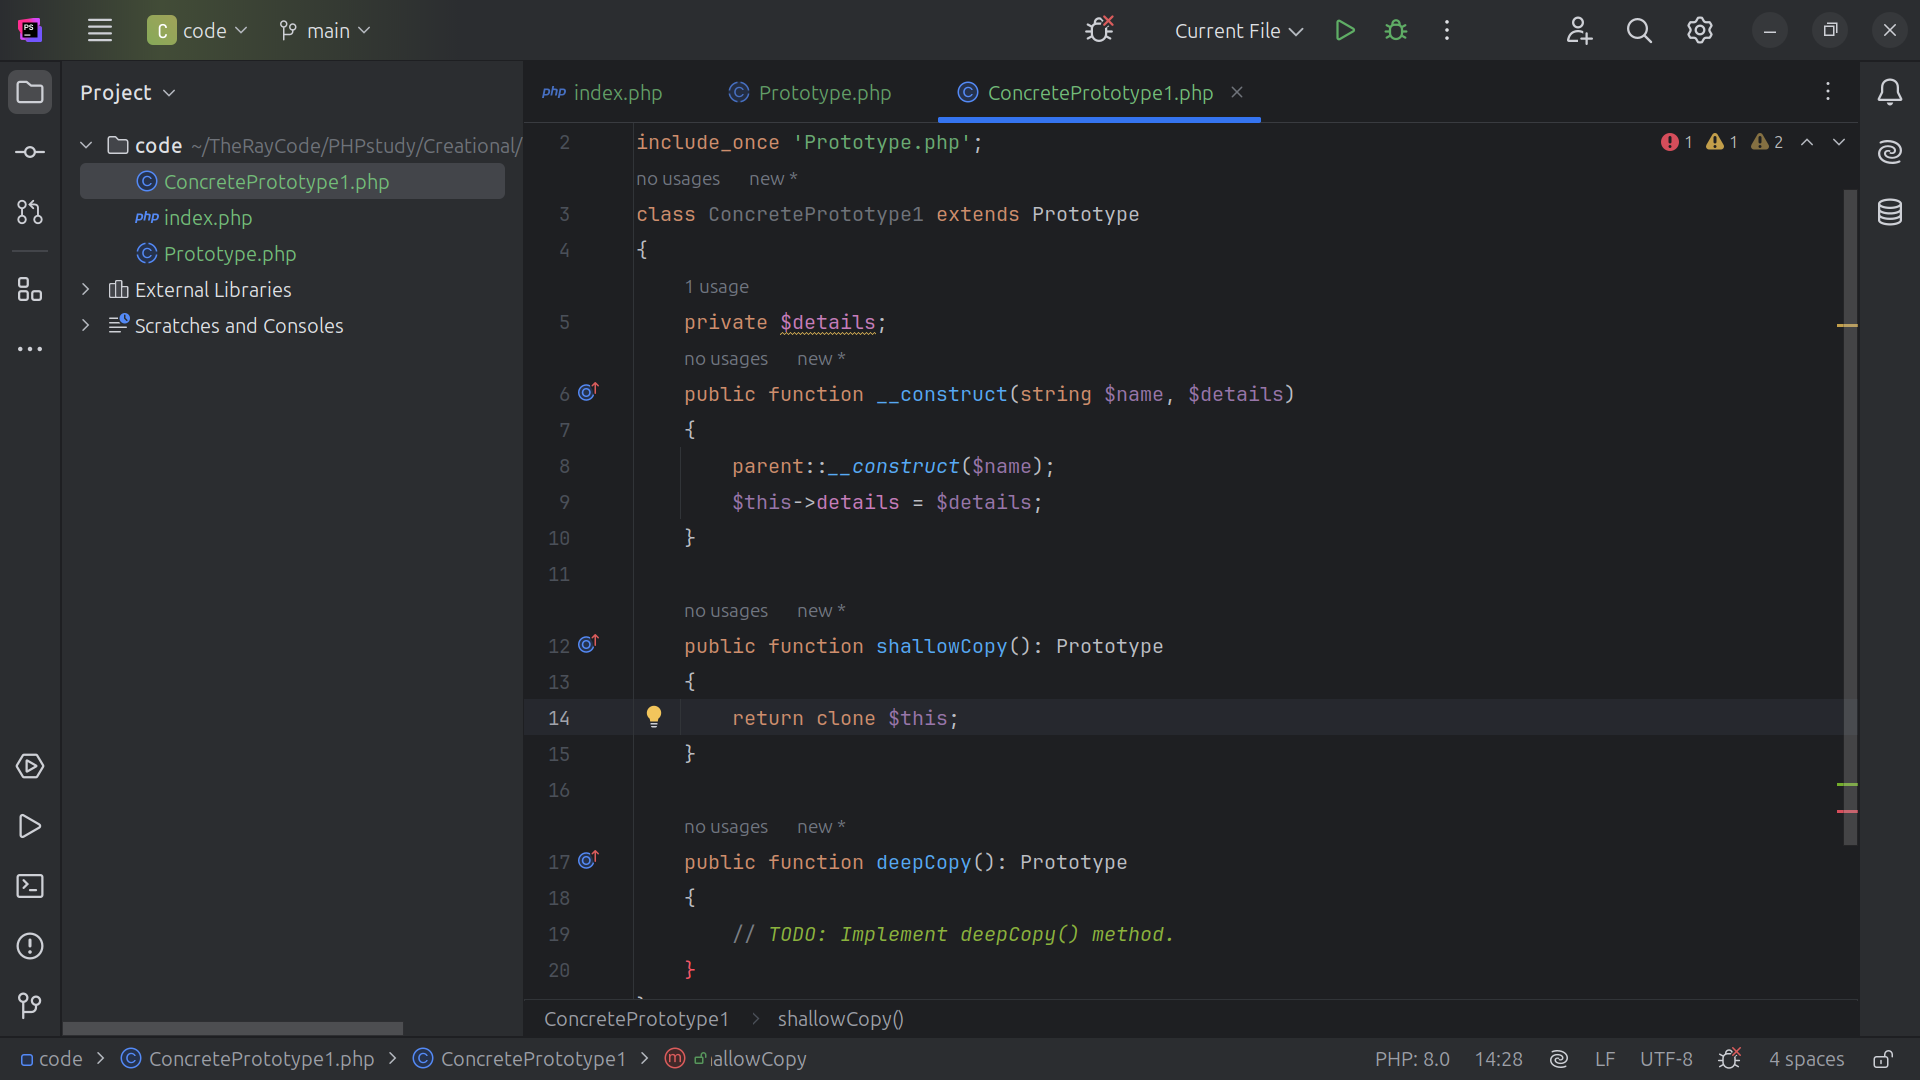 PS
C code
main
Current File
Project
code ~/TheRayCode/PHPstudy/Creational/
ConcretePrototype1.php
php index.php
Prototype.php
External Libraries
Scratches and Consoles
php index.php
Prototype.php
ConcretePrototype1.php
1 1 2
2 include_once 'Prototype.php';
no usages new *
3 class ConcretePrototype1 extends Prototype
4 {
1 usage
5 private $details;
no usages new *
6 public function __construct(string $name, $details)
7 {
8 parent::__construct($name);
9 $this->details = $details;
10 }
11
no usages new *
12 public function shallowCopy(): Prototype
13 {
14 return clone $this;
15 }
16
no usages new *
17 public function deepCopy(): Prototype
18 {
19 // TODO: Implement deepCopy() method.
20 }
ConcretePrototype1 > shallowCopy()
code > ConcretePrototype1.php > ConcretePrototype1 > m allowCopy
PHP: 8.0 14:28 LF UTF-8 4 spaces